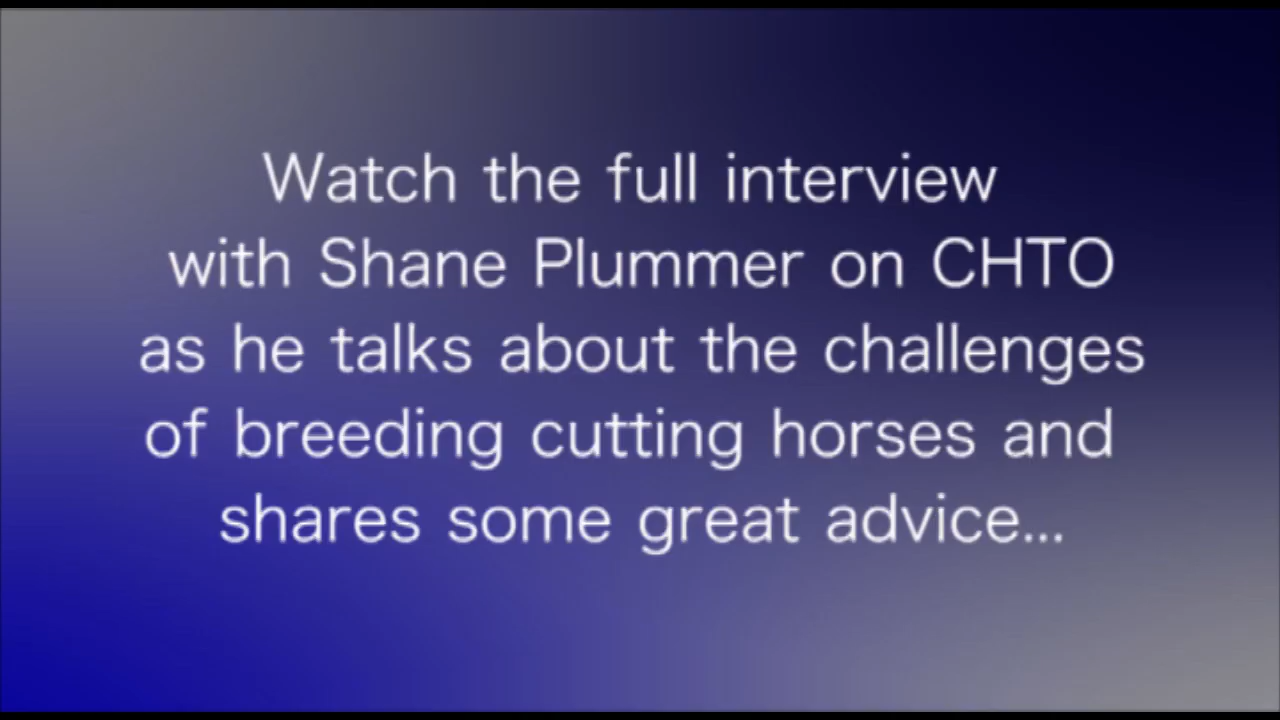 Watch the full interview
with Shane Plummer on CHTO
as he talks about the challenges
of breeding cutting horses and
shares some great advice...